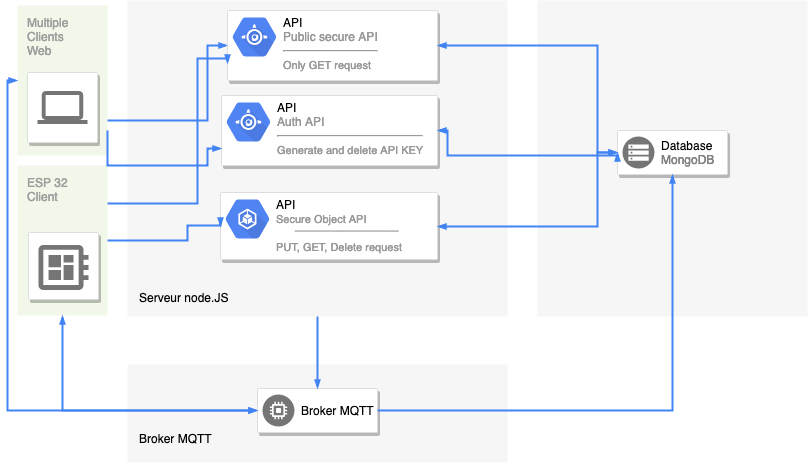 Multiple
Clients
Web
ESP 32
Client
API
Public secure API
Only GET request
API
Auth API
Generate and delete API KEY
API
Secure Object API
PUT, GET, Delete request
Serveur node.JS
Database
MongoDB
Broker MQTT
Broker MQTT